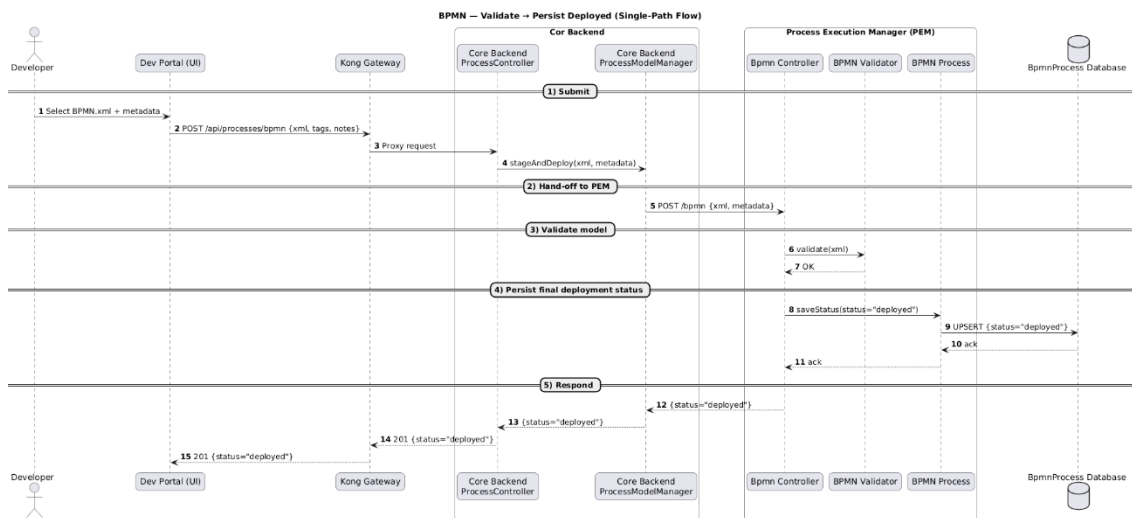 BPMN — Validate → Persist Deployed (Single-Path Flow)
Cor Backend
Process Execution Manager (PEM)
Developer
Dev Portal (UI)
Kong Gateway
Core Backend
ProcessController
Core Backend
ProcessModelManager
Bpmn Controller
BPMN Validator
BPMN Process
BpmnProcess Database
1) Submit
1 Select BPMN.xml + metadata
2 POST /api/processes/bpmn {xml, tags, notes}
3 Proxy request
4 stageAndDeploy(xml, metadata)
2) Hand-off to PEM
5 POST /bpmn {xml, metadata}
3) Validate model
6 validate(xml)
7 OK
4) Persist final deployment status
8 saveStatus(status="deployed")
9 UPSERT {status="deployed"}
10 ack
11 ack
5) Respond
12 {status="deployed"}
13 {status="deployed"}
14 201 {status="deployed"}
15 201 {status="deployed"}
Developer
Dev Portal (UI)
Kong Gateway
Core Backend
ProcessController
Core Backend
ProcessModelManager
Bpmn Controller
BPMN Validator
BPMN Process
BpmnProcess Database